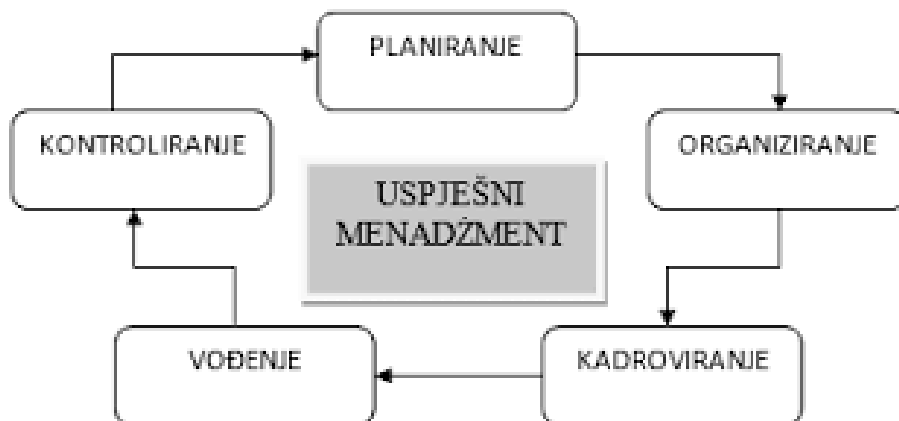 PLANIRANJE
KONTROLIRANJE
ORGANIZIRANJE
USPJEŠNI
MENADŽMENT
VOĐENJE
KADROVIRANJE